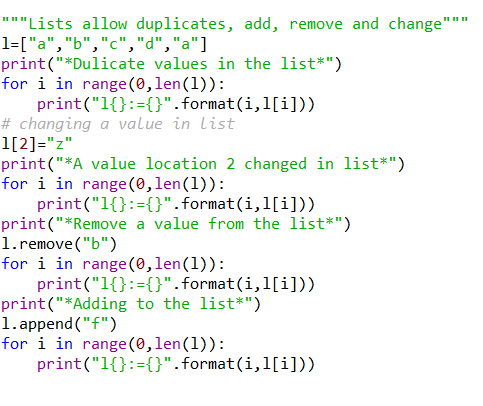 """Lists allow duplicates, add, remove and change"""
l=["a","b","c","d","a"]
print("*Dulicate values in the list*")
for i in range(0,len(l)):
    print("l{}:={}".format(i,l[i]))
# changing a value in list
l[2]="z"
print("*A value location 2 changed in list*")
for i in range(0,len(l)):
    print("l{}:={}".format(i,l[i]))
print("*Remove a value from the list*")
l.remove("b")
for i in range(0,len(l)):
    print("l{}:={}".format(i,l[i]))
print("*Adding to the list*")
l.append("f")
for i in range(0,len(l)):
    print("l{}:={}".format(i,l[i]))